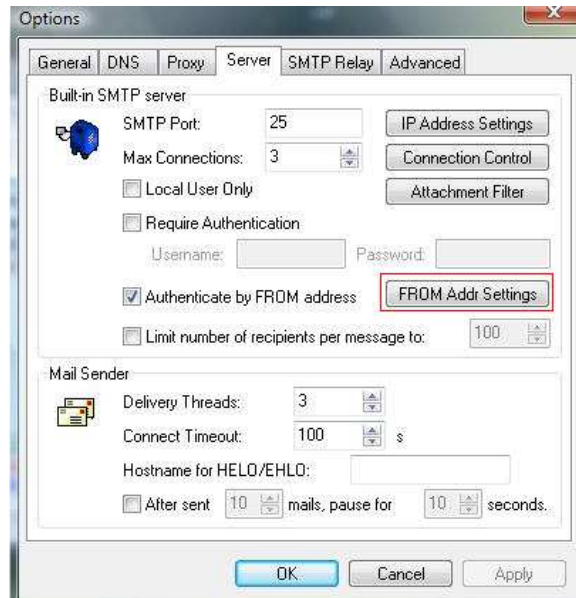 Options
General DNS Proxy Server SMTP Relay Advanced
Built-in SMTP server
SMTP Port: 25 IP Address Settings
Max Connections: 3 Connection Control
Local User Only Attachment Filter
Require Authentication
Username: Password:
Authenticate by FROM address FROM Addr Settings
Limit number of recipients per message to: 100
Mail Sender
Delivery Threads: 3
Connect Timeout: 100 s
Hostname for HELO/EHLO:
After sent 10 mails, pause for 10 seconds.
OK Cancel Apply